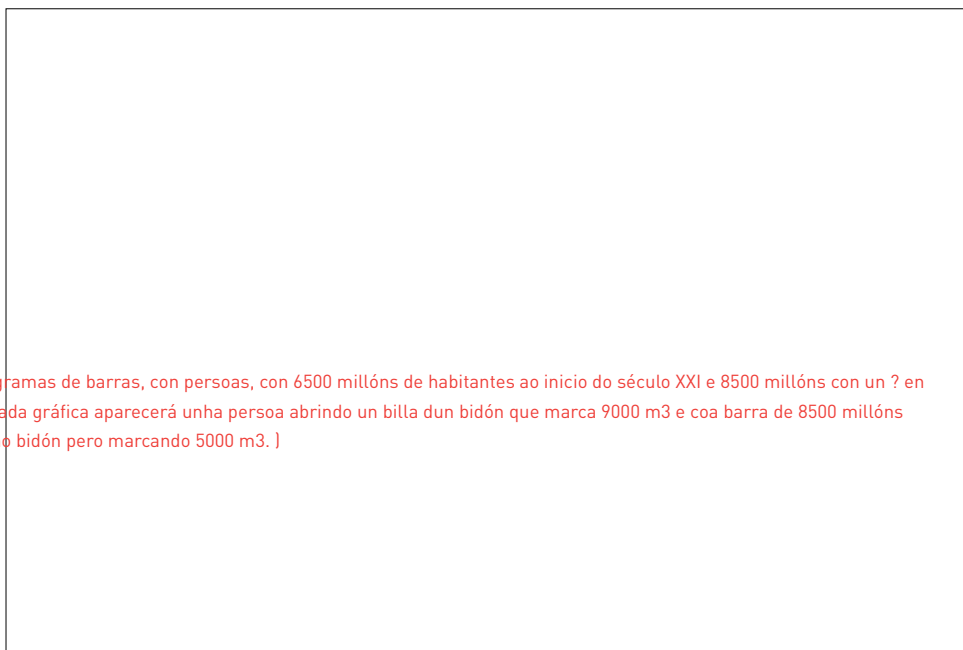 gramas de barras, con persoas, con 6500 millóns de habitantes ao inicio do século XXI e 8500 millóns con un ? en
ada gráfica aparecerá unha persoa abrindo un billa dun bidón que marca 9000 m3 e coa barra de 8500 millóns
o bidón pero marcando 5000 m3. )